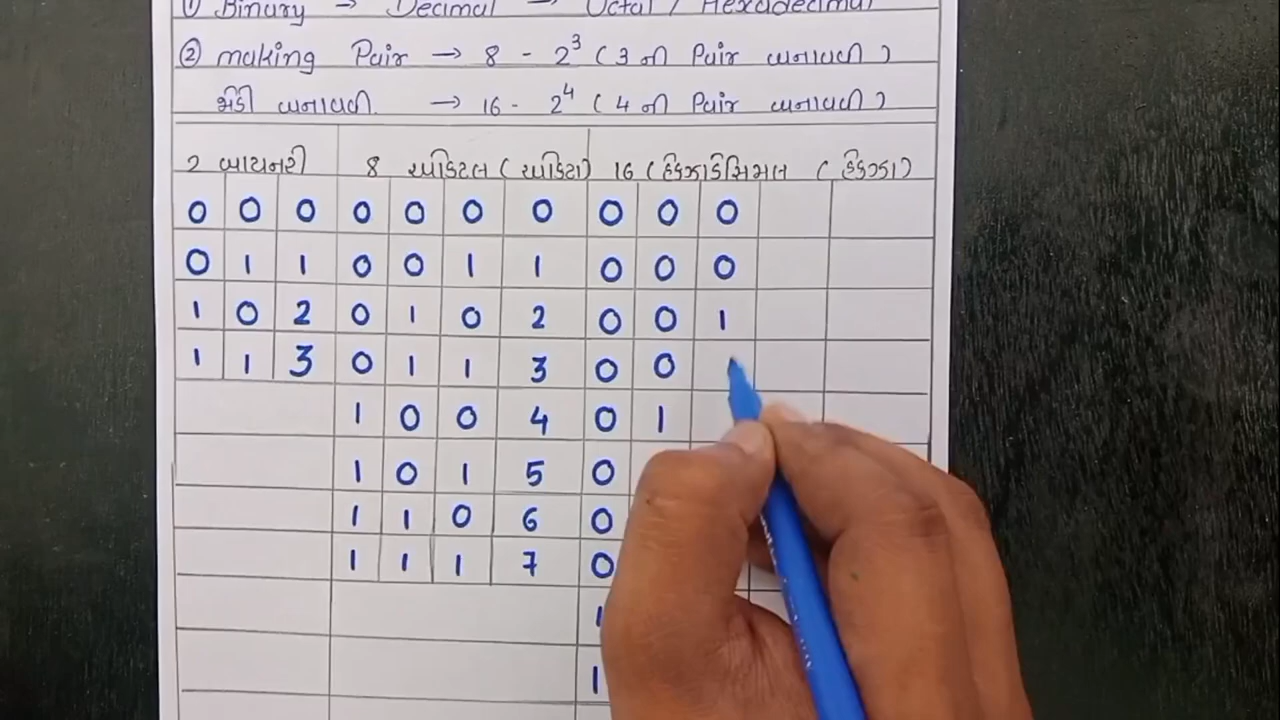 ① Binary → Decimal → Octal / Hexadecimal
② making Pair → 8 - 2³ (3 ની Pair બનાવવી)
બનાવવી. → 16 - 2⁴ (4 ની Pair બનાવવી)
2 બાયનરી 8 ઓક્ટિટલ (ઓક્ટિટા) 16 (હેક્ઝાડેસિમલ (હેક્ઝા)
0 0 0 0 0 0 0 0 0 0
0 1 1 0 0 1 1 0 0 0
1 0 2 0 1 0 2 0 0 1
1 1 3 0 1 1 3 0 0
1 0 0 4 0 1
1 0 1 5 0
1 1 0 6 0
1 1 1 7 0
1
1